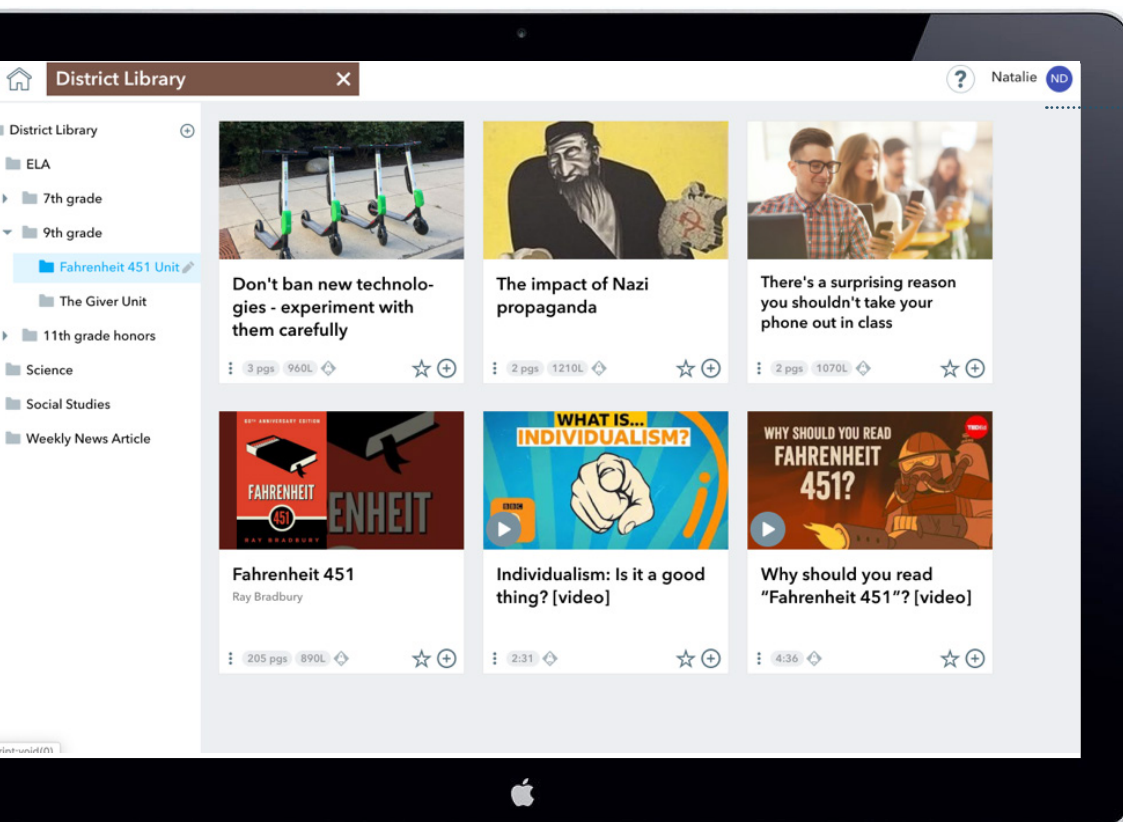 District Library ×
? Natalie ND
District Library
ELA
7th grade
9th grade
Fahrenheit 451 Unit
The Giver Unit
11th grade honors
Science
Social Studies
Weekly News Article
Don't ban new technolo-
gies - experiment with
them carefully
3 pgs 960L
The impact of Nazi
propaganda
2 pgs 1210L
There's a surprising reason
you shouldn't take your
phone out in class
2 pgs 1070L
60TH ANNIVERSARY EDITION
FAHRENHEIT
451
RAY BRADBURY
ENHEIT
Fahrenheit 451
Ray Bradbury
205 pgs 890L
WHAT IS...
INDIVIDUALISM?
Individualism: Is it a good
thing? [video]
2:31
WHY SHOULD YOU READ
FAHRENHEIT
451?
Why should you read
“Fahrenheit 451”? [video]
4:36